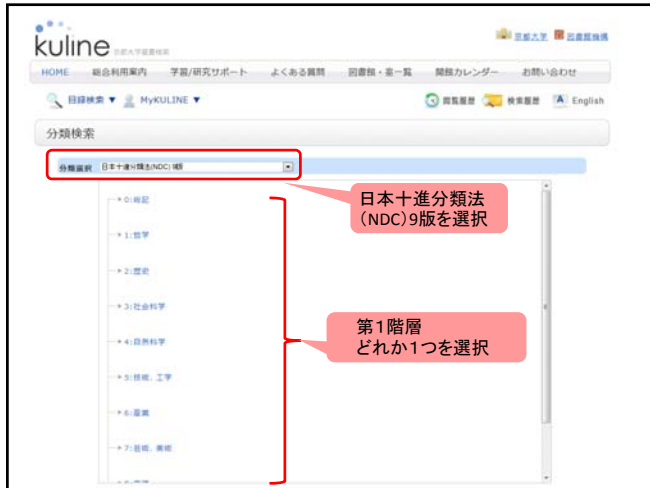 kuline 京都大学蔵書検索
京都大学 図書館機構
HOME 総合利用案内 学習/研究サポート よくある質問 図書館・室一覧 開館カレンダー お問い合わせ
目録検索 ▼ MyKULINE ▼ 閲覧履歴 検索履歴 A English
分類検索
分類選択 日本十進分類法(NDC) 9版
日本十進分類法
(NDC)9版を選択
0:総記
1:哲学
2:歴史
3:社会科学
第1階層
どれか1つを選択
4:自然科学
5:技術. 工学
6:産業
7:芸術. 美術